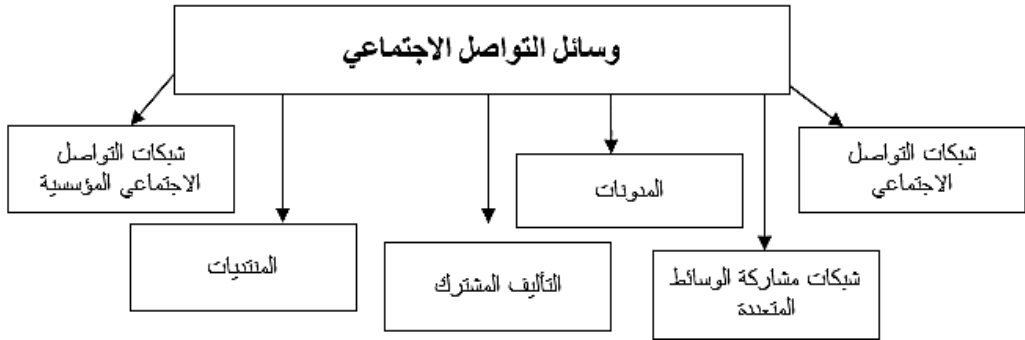 وسائل التواصل الاجتماعي
شبكات التواصل
الاجتماعي
شبكات التواصل
الاجتماعي المؤسسية
المدونات
شبكات مشاركة الوسائط
المتعددة
التأليف المشترك
المنتديات